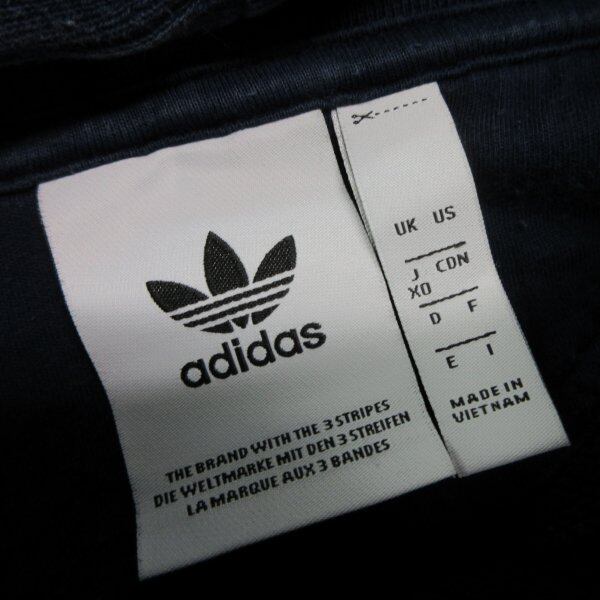 adidas
THE BRAND WITH THE 3 STRIPES
DIE WELTMARKE MIT DEN 3 STREIFEN
LA MARQUE AUX 3 BANDES
UK US
J CDN
XO
D F
E I
MADE IN
VIETNAM